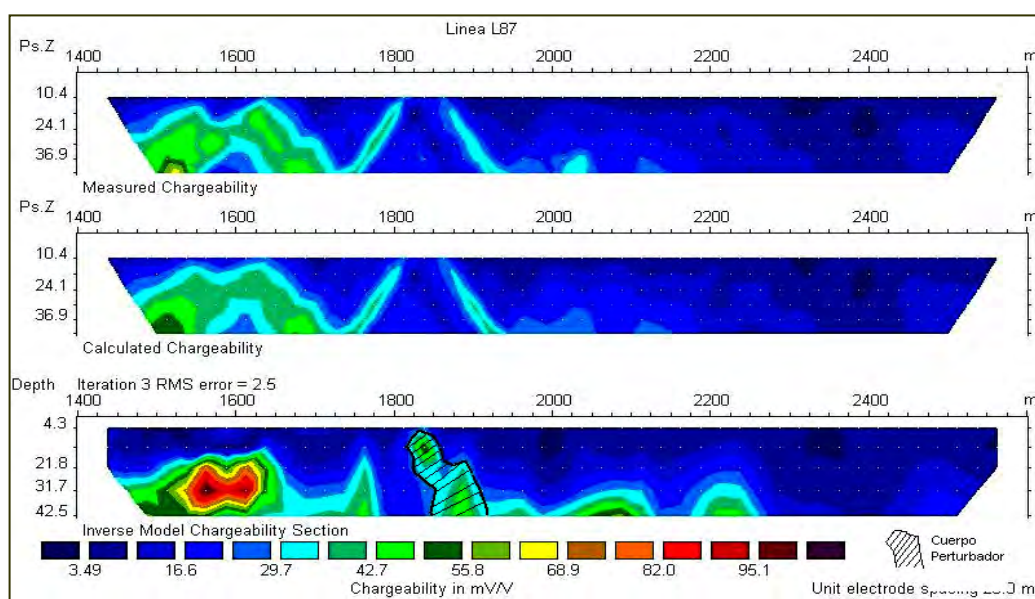 Linea L87
Ps.Z
1400 1600 1800 2000 2200 2400 m
10.4
24.1
36.9
Measured Chargeability
Ps.Z
1400 1600 1800 2000 2200 2400 m
10.4
24.1
36.9
Calculated Chargeability
Depth Iteration 3 RMS error = 2.5
1400 1600 1800 2000 2200 2400 m
4.3
21.8
31.7
42.5
Inverse Model Chargeability Section
3.49 16.6 29.7 42.7 55.8 68.9 82.0 95.1
Chargeability in mV/V
Cuerpo
Perturbador
Unit electrode m